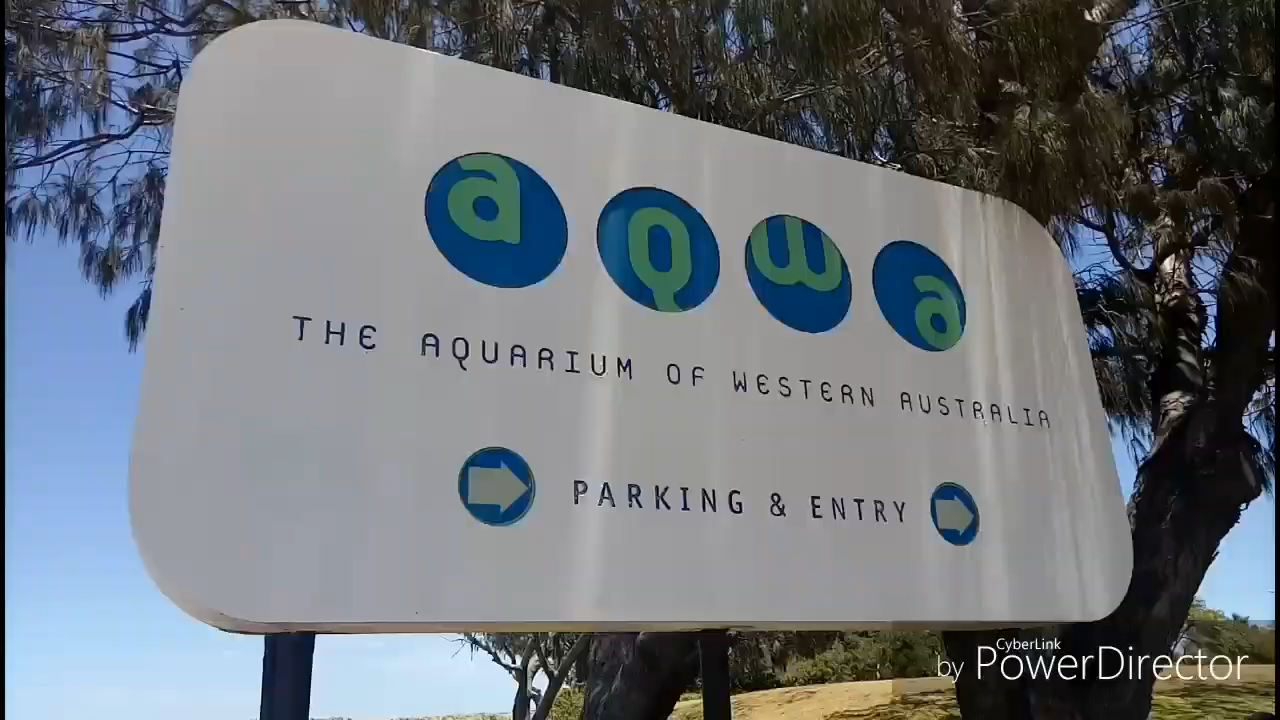 aqwa
THE AQUARIUM OF WESTERN AUSTRALIA
PARKING & ENTRY
CyberLink
by PowerDirector